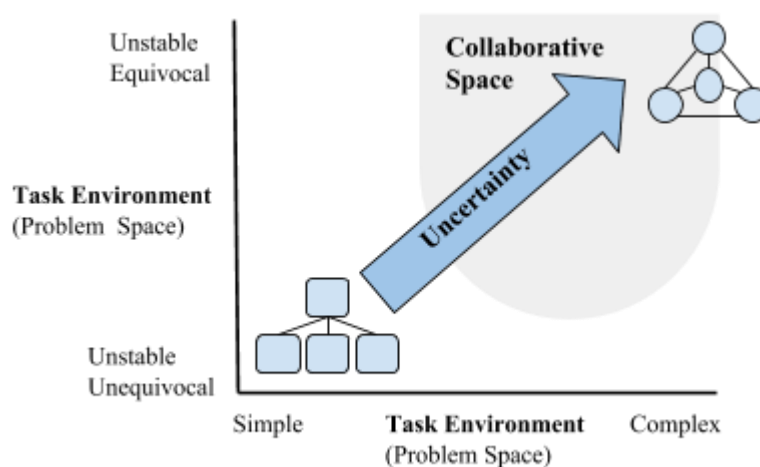 Unstable
Equivocal
Collaborative
Space
Uncertainty
Task Environment
(Problem Space)
Unstable
Unequivocal
Simple
Task Environment
Complex
(Problem Space)